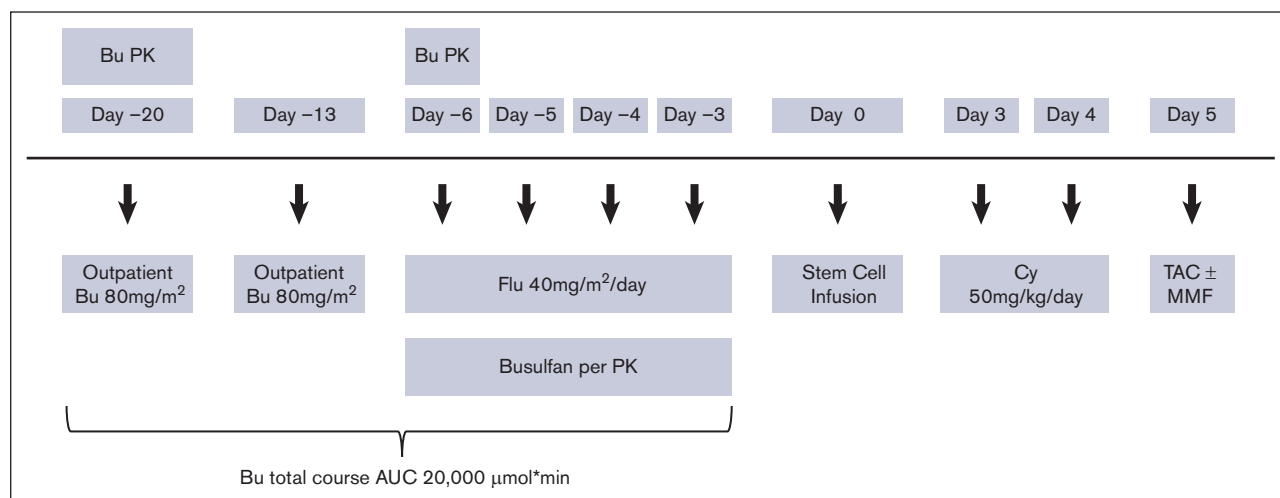 Bu PK
Bu PK
Day −20
Day −13
Day −6
Day −5
Day −4
Day −3
Day 0
Day 3
Day 4
Day 5
Outpatient
Bu 80mg/m²
Outpatient
Bu 80mg/m²
Flu 40mg/m²/day
Stem Cell
Infusion
Cy
50mg/kg/day
TAC ±
MMF
Busulfan per PK
Bu total course AUC 20,000 μmol*min